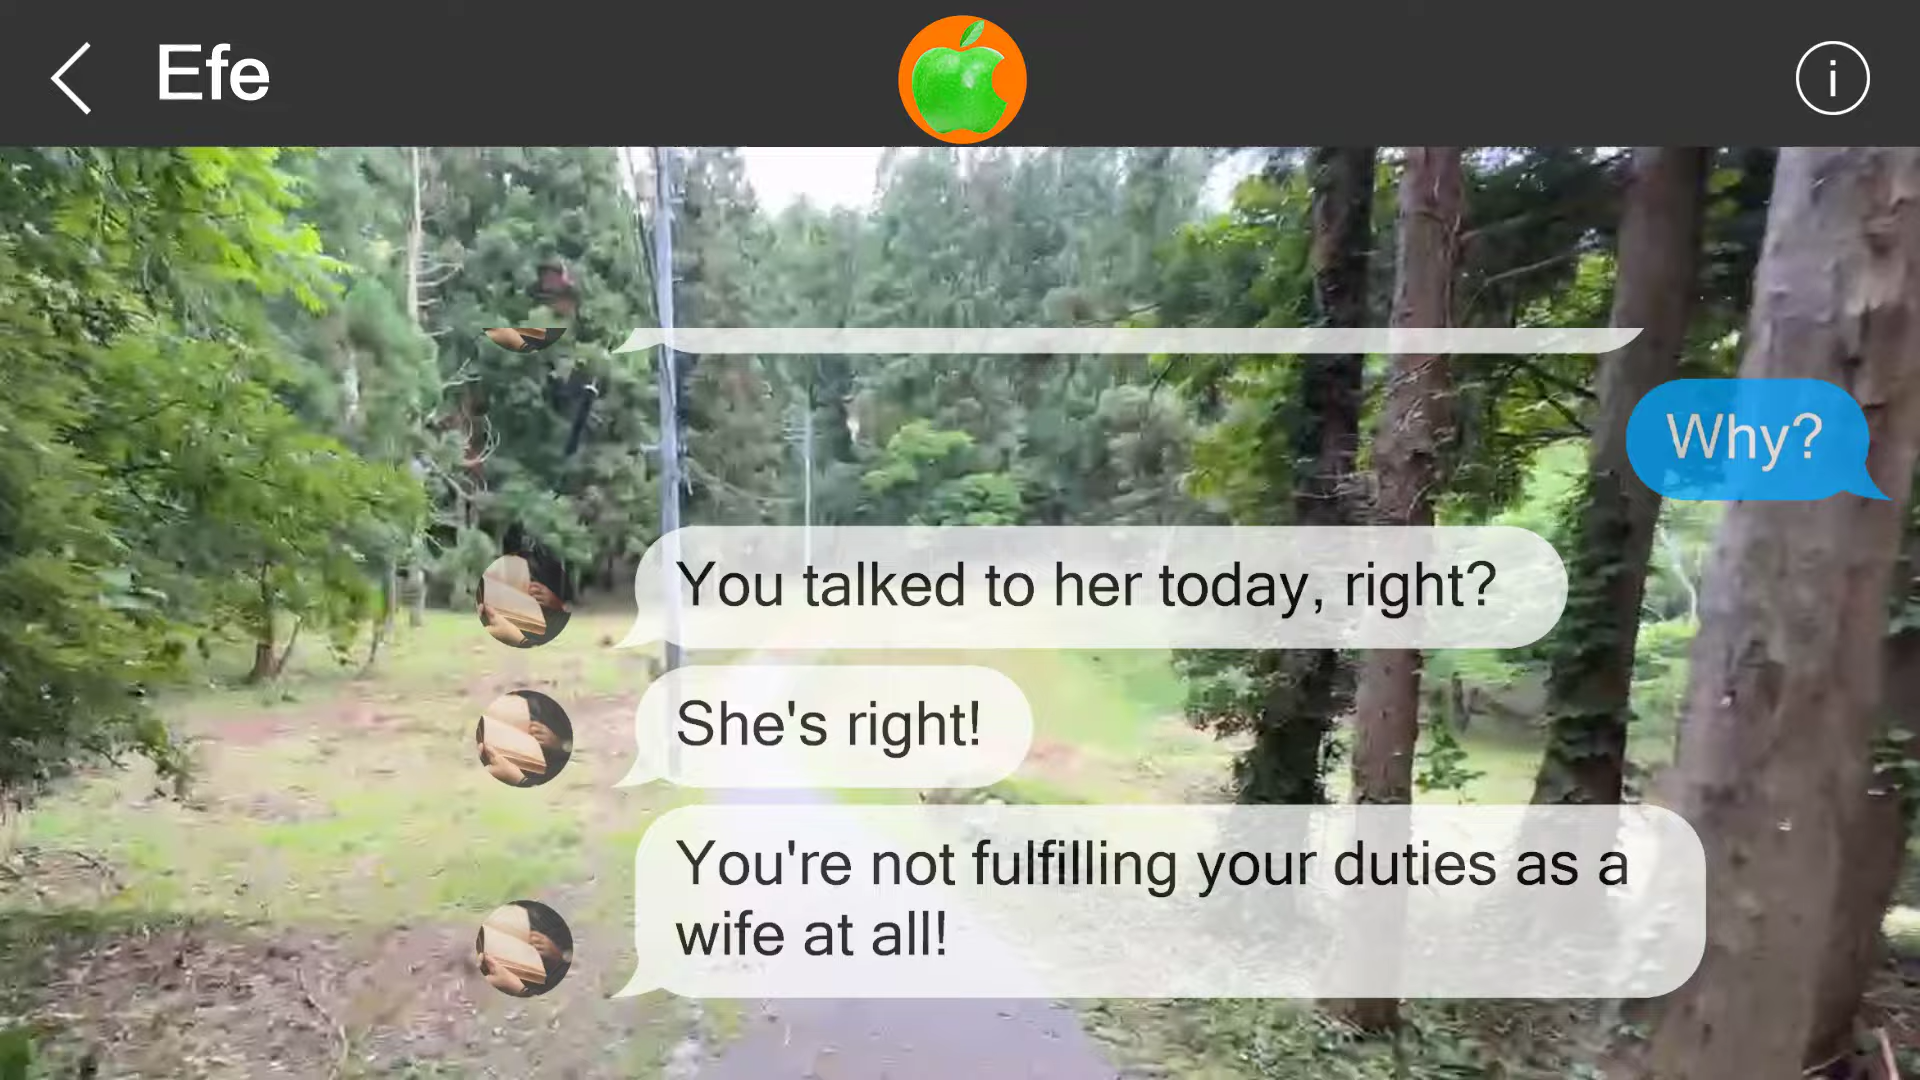 Efe
Why?
You talked to her today, right?
She's right!
You're not fulfilling your duties as a
wife at all!